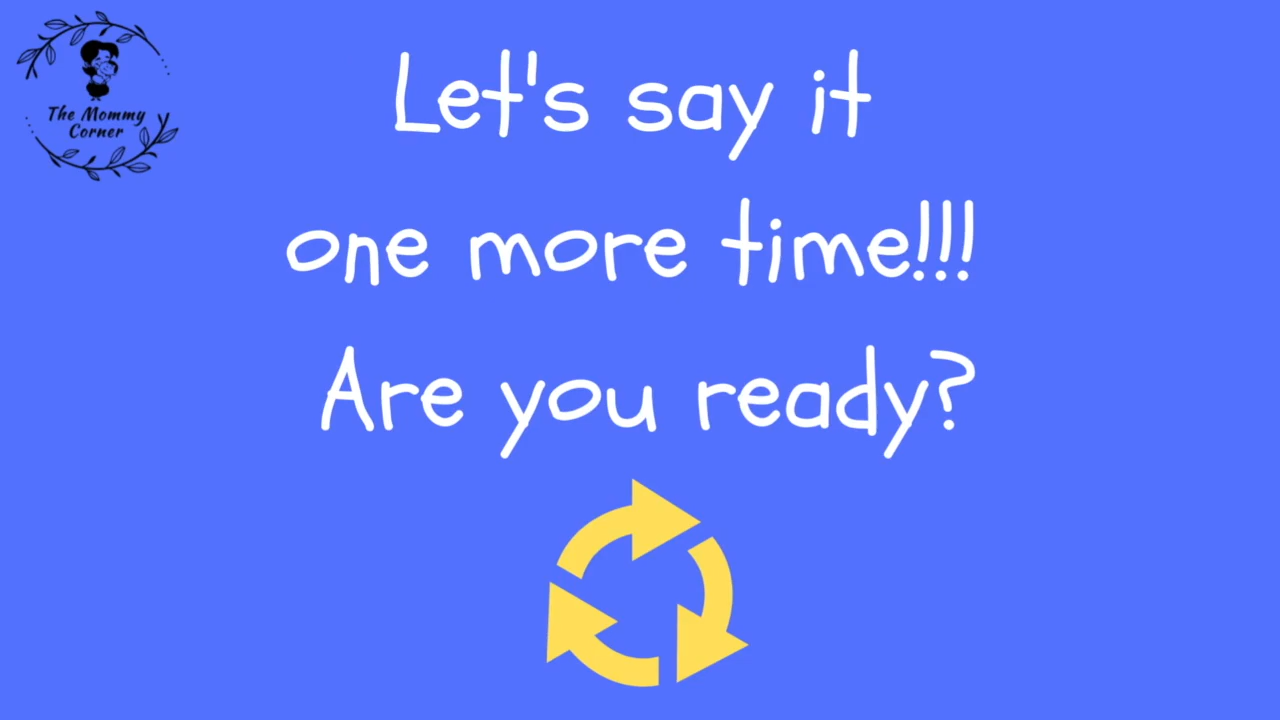 The Mommy
Corner
Let's say it
one more time!!!
Are you ready?